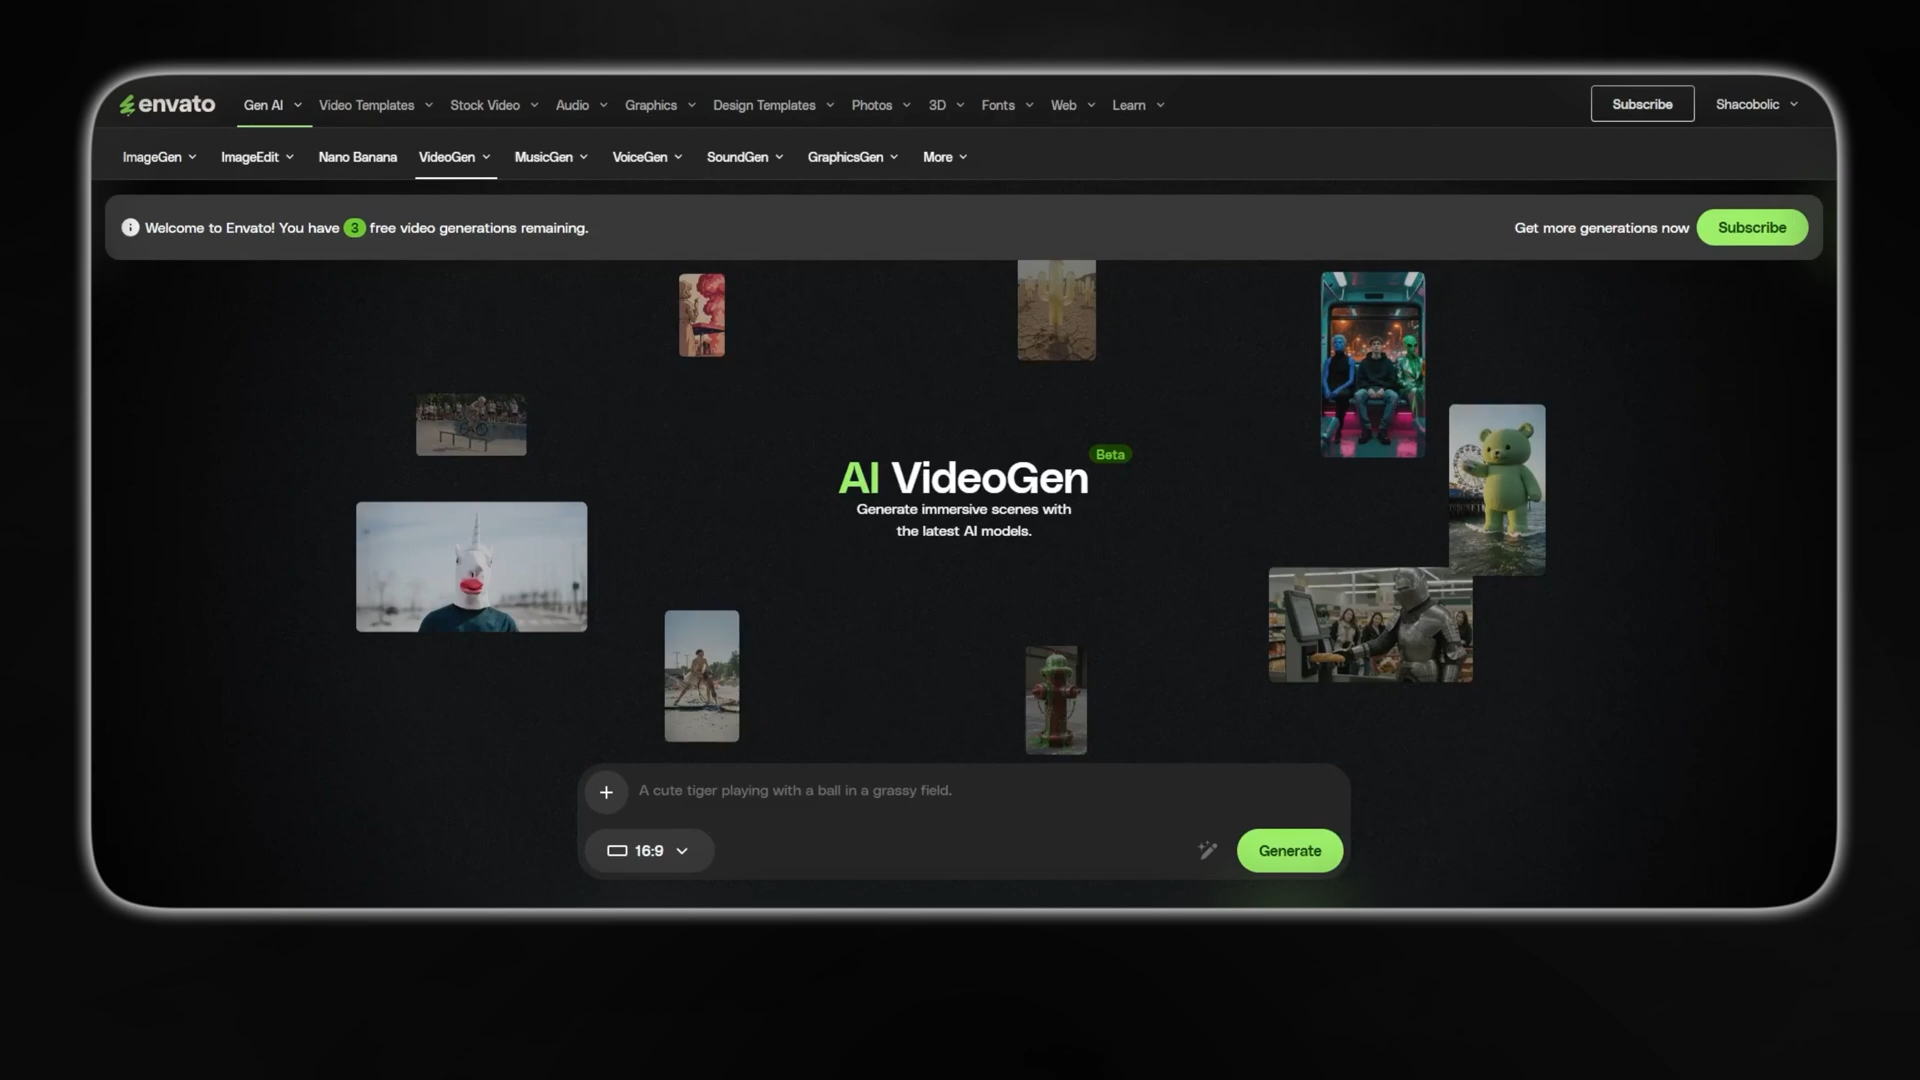 envato Gen AI Video Templates Stock Video Audio Graphics Design Templates Photos 3D Fonts Web Learn Subscribe Shacobolic
ImageGen ImageEdit Nano Banana VideoGen MusicGen VoiceGen SoundGen GraphicsGen More
Welcome to Envato! You have 3 free video generations remaining. Get more generations now Subscribe
Beta
AI VideoGen
Generate immersive scenes with
the latest AI models.
A cute tiger playing with a ball in a grassy field.
16:9 Generate